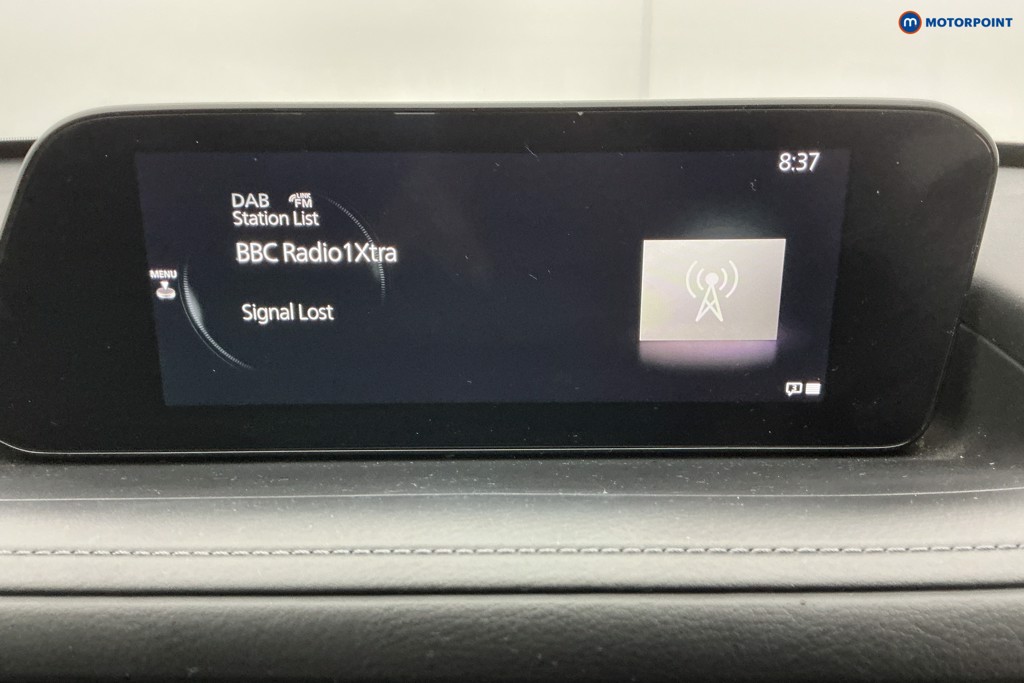 m MOTORPOINT
8:37
DAB LINK FM
Station List
BBC Radio1Xtra
MENU
Signal Lost